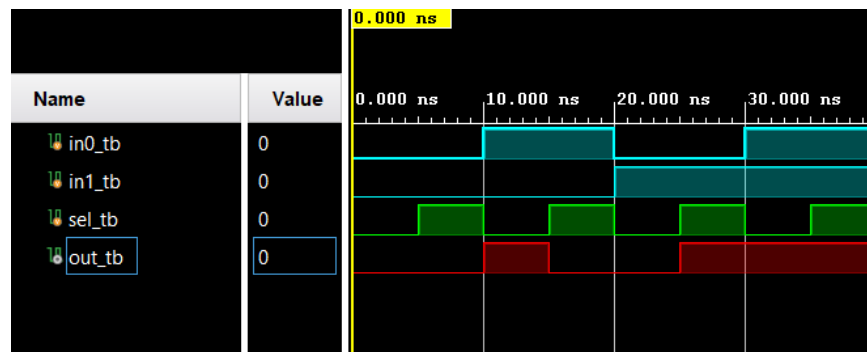 0.000 ns
Name Value 0.000 ns 10.000 ns 20.000 ns 30.000 ns
in0_tb 0
in1_tb 0
sel_tb 0
out_tb 0